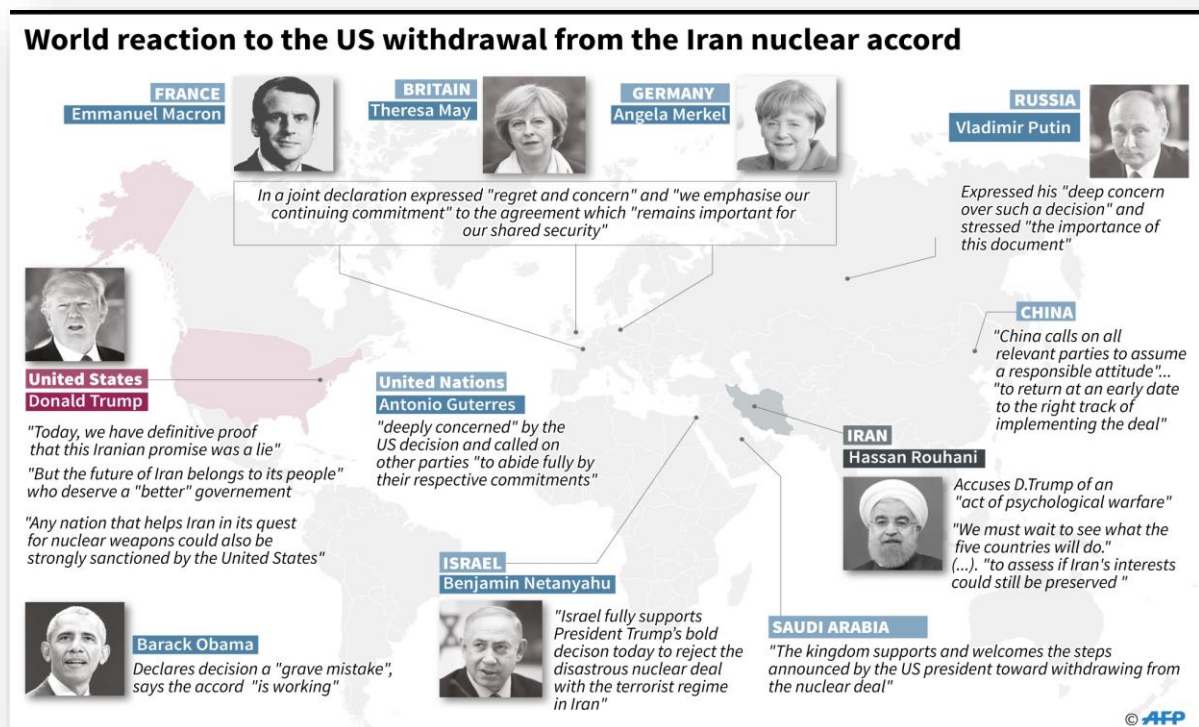 World reaction to the US withdrawal from the Iran nuclear accord
FRANCE
Emmanuel Macron
BRITAIN
Theresa May
GERMANY
Angela Merkel
In a joint declaration expressed "regret and concern" and "we emphasise our
continuing commitment" to the agreement which "remains important for
our shared security"
RUSSIA
Vladimir Putin
Expressed his "deep concern
over such a decision" and
stressed "the importance of
this document"
United States
Donald Trump
"Today, we have definitive proof
that this Iranian promise was a lie"
"But the future of Iran belongs to its people"
who deserve a "better" governement
"Any nation that helps Iran in its quest
for nuclear weapons could also be
strongly sanctioned by the United States"
United Nations
Antonio Guterres
"deeply concerned" by the
US decision and called on
other parties "to abide fully by
their respective commitments"
CHINA
"China calls on all
relevant parties to assume
a responsible attitude"...
"to return at an early date
to the right track of
implementing the deal"
IRAN
Hassan Rouhani
Accuses D.Trump of an
"act of psychological warfare"
"We must wait to see what the
five countries will do."
(...). "to assess if Iran's interests
could still be preserved "
Barack Obama
Declares decision a "grave mistake",
says the accord "is working"
ISRAEL
Benjamin Netanyahu
"Israel fully supports
President Trump's bold
decison today to reject the
disastrous nuclear deal
with the terrorist regime
in Iran"
SAUDI ARABIA
"The kingdom supports and welcomes the steps
announced by the US president toward withdrawing from
the nuclear deal"
© AFP